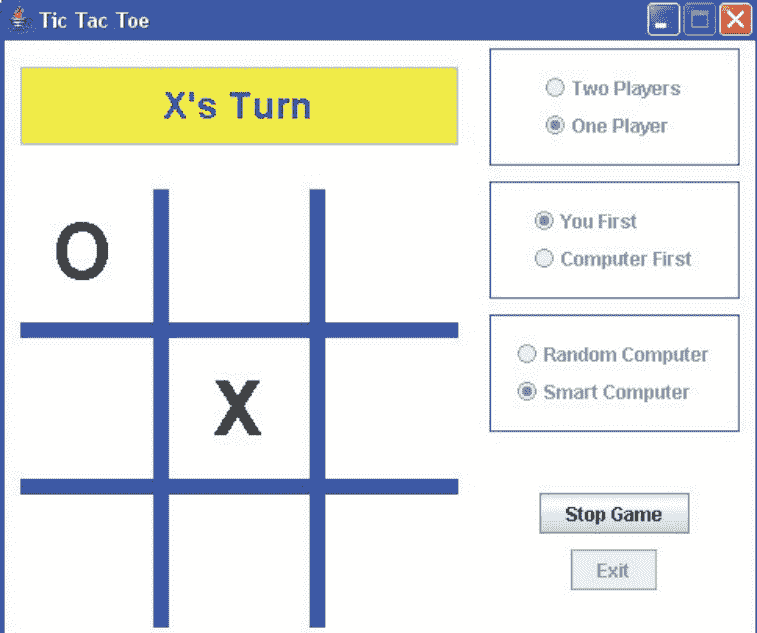 Tic Tac Toe
X's Turn
O
X
Two Players
One Player
You First
Computer First
Random Computer
Smart Computer
Stop Game
Exit